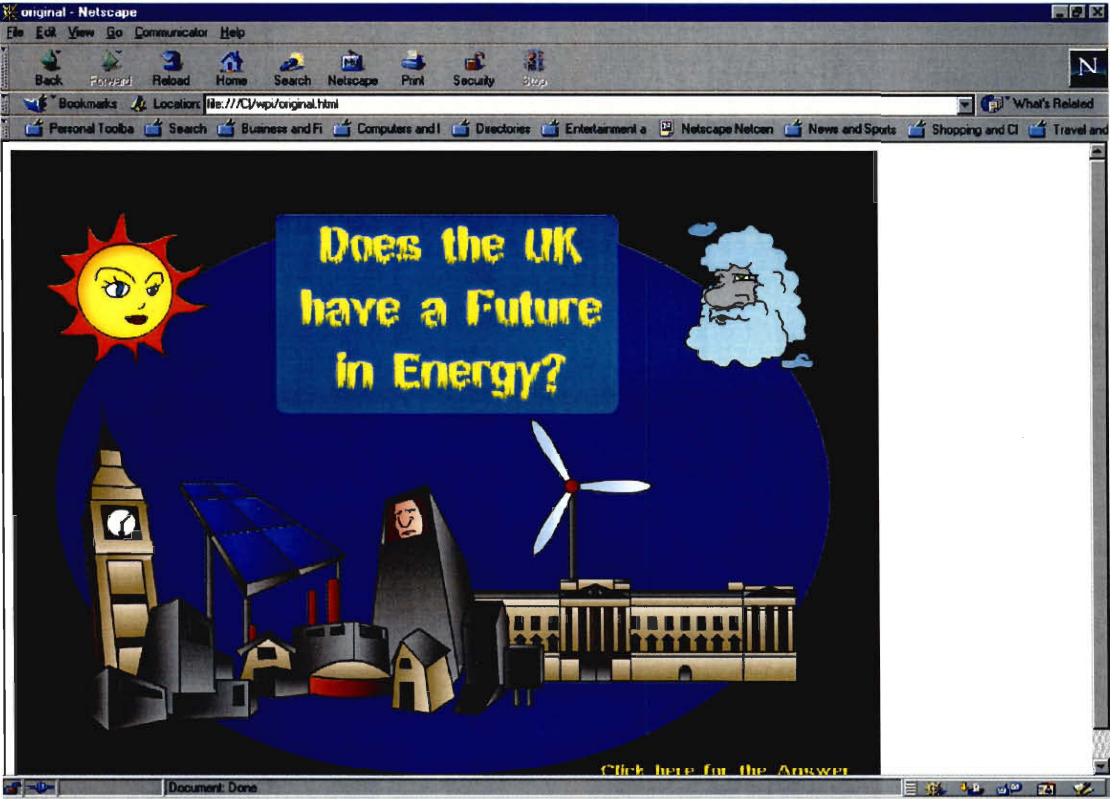 original - Netscape
File Edit View Go Communicator Help
Back Forward Reload Home Search Netscape Print Security Stop
N
Bookmarks Location: file:///C|/wpi/original.html What's Related
Personal Toolba Search Business and Fi Computers and I Directories Entertainment a Netscape Netcen News and Sports Shopping and Cl Travel and
Does the UK
have a Future
in Energy?
Click here for the Answer
Document: Done